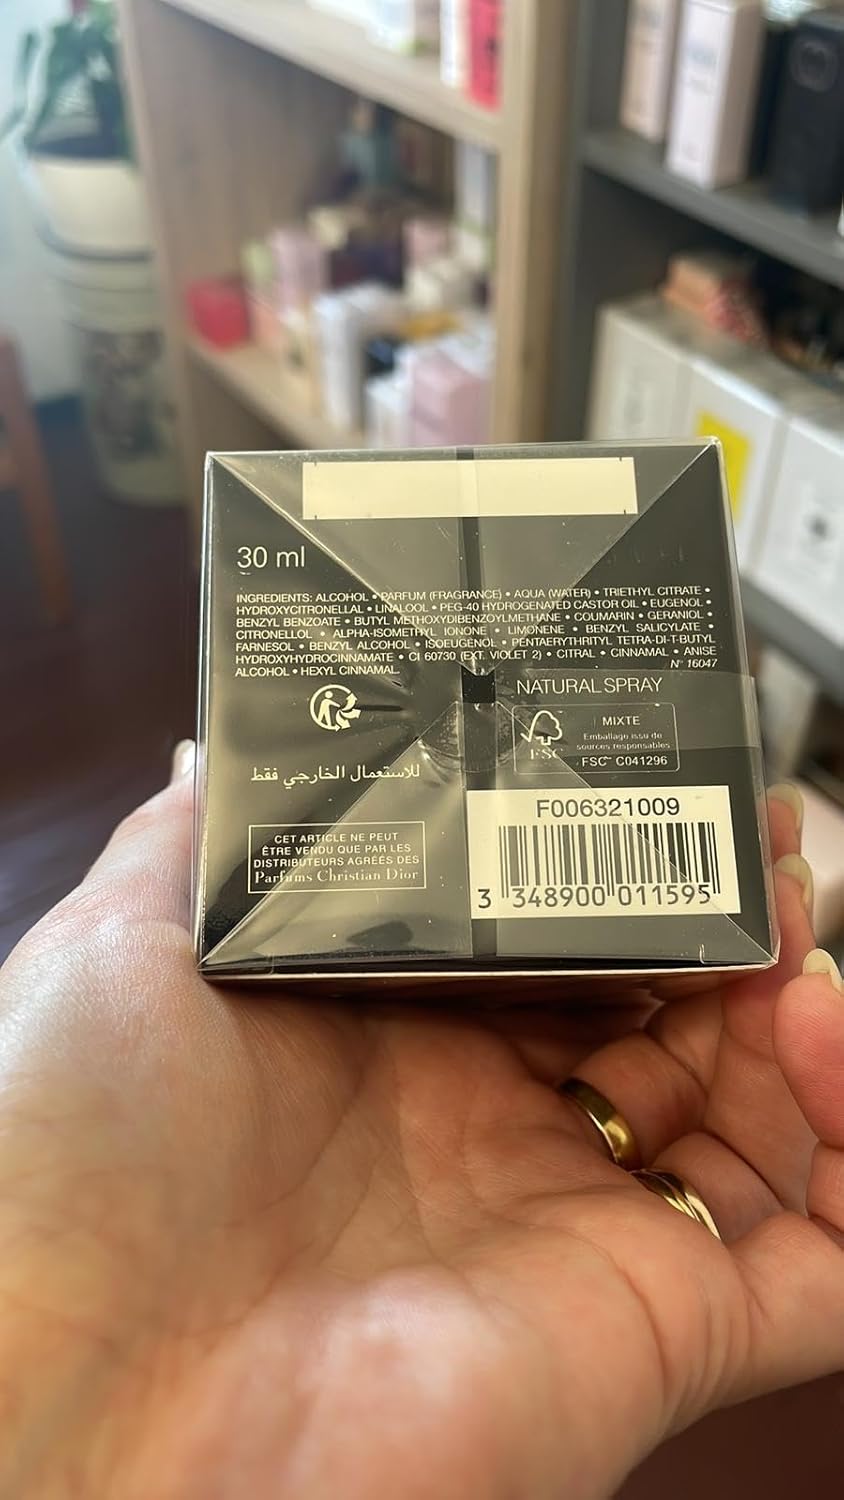 30 ml
INGREDIENTS: ALCOHOL • PARFUM (FRAGRANCE) • AQUA (WATER) • TRIETHYL CITRATE •
HYDROXYCITRONELLAL • LINALOOL • PEG-40 HYDROGENATED CASTOR OIL • EUGENOL •
BENZYL BENZOATE • BUTYL METHOXYDIBENZOYLMETHANE • COUMARIN • GERANIOL •
CITRONELLOL • ALPHA-ISOMETHYL IONONE • LIMONENE • BENZYL SALICYLATE •
FARNESOL • BENZYL ALCOHOL • ISOEUGENOL • PENTAERYTHRITYL TETRA-DI-T-BUTYL
HYDROXYHYDROCINNAMATE • CI 60730 (EXT. VIOLET 2) • CITRAL • CINNAMAL • ANISE
ALCOHOL • HEXYL CINNAMAL
N° 16047
NATURAL SPRAY
FSC
MIXTE
Emballage issu de
sources responsables
FSC™ C041296
للاستعمال الخارجي فقط
CET ARTICLE NE PEUT
ÊTRE VENDU QUE PAR LES
DISTRIBUTEURS AGRÉÉS DES
Parfums Christian Dior
F006321009
3 348900 011595